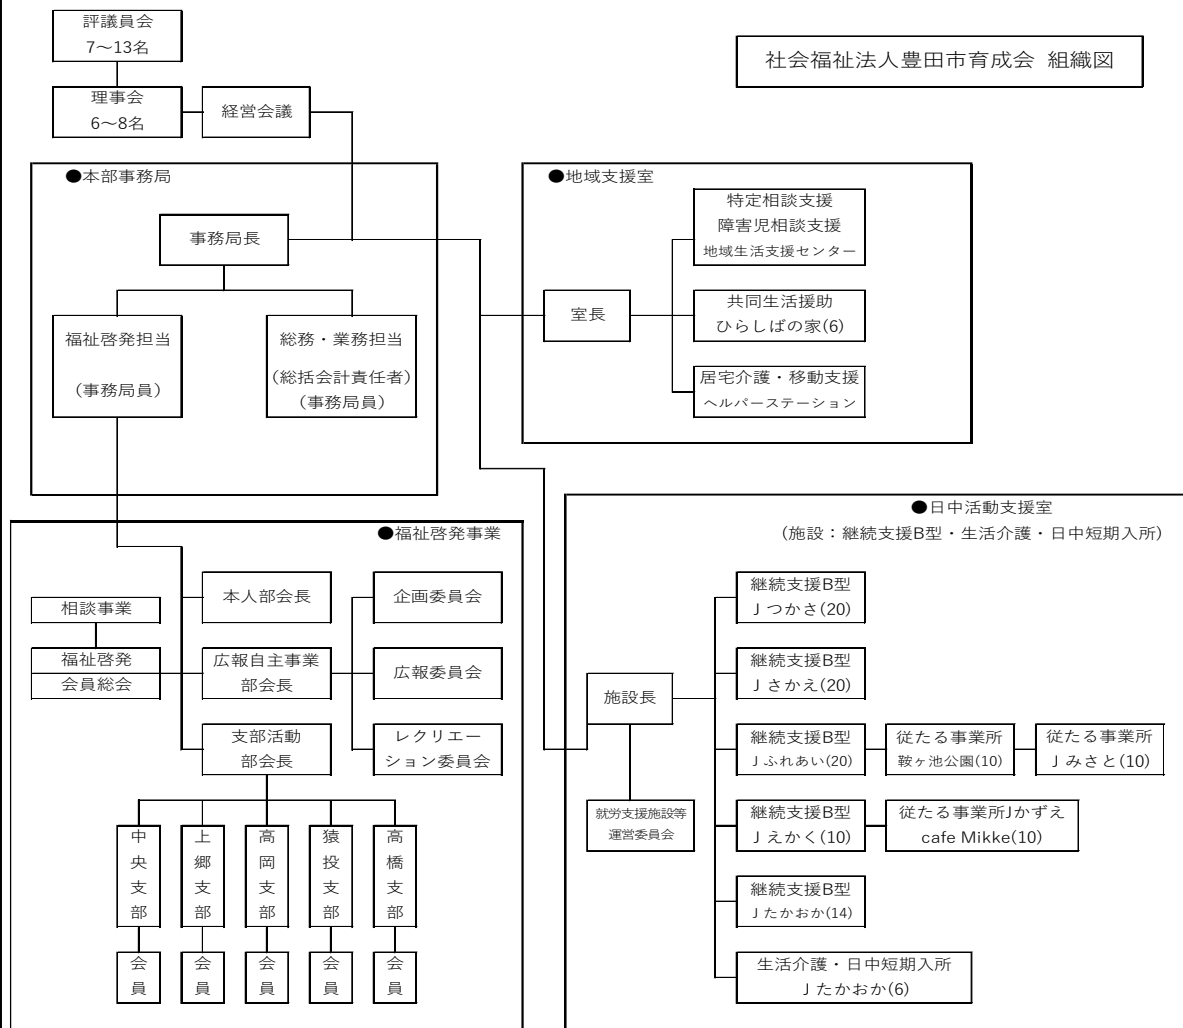 社会福祉法人豊田市育成会 組織図
評議員会
7～13名
理事会
6～8名
経営会議
●本部事務局
事務局長
福祉啓発担当
（事務局員）
総務・業務担当
（総括会計責任者）
（事務局員）
●地域支援室
室長
特定相談支援
障害児相談支援
地域生活支援センター
共同生活援助
ひらしばの家(6)
居宅介護・移動支援
ヘルパーステーション
●福祉啓発事業
相談事業
福祉啓発
会員総会
本人部会長
広報自主事業
部会長
支部活動
部会長
企画委員会
広報委員会
レクリエー
ション委員会
中央支部
上郷支部
高岡支部
猿投支部
高橋支部
会員
会員
会員
会員
会員
●日中活動支援室
（施設：継続支援B型・生活介護・日中短期入所）
施設長
就労支援施設等
運営委員会
継続支援B型
Ｊつかさ(20)
継続支援B型
Ｊさかえ(20)
継続支援B型
Ｊふれあい(20)
従たる事業所
鞍ヶ池公園(10)
従たる事業所
Ｊみさと(10)
継続支援B型
Ｊえかく(10)
従たる事業所Jかずえ
cafe Mikke(10)
継続支援B型
Ｊたかおか(14)
生活介護・日中短期入所
Ｊたかおか(6)